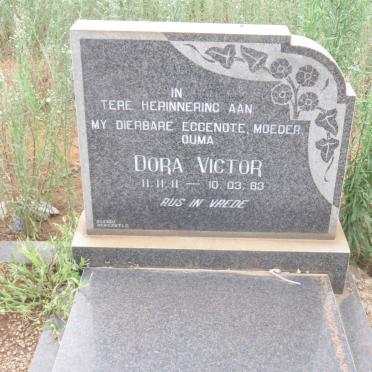 IN
TERE HERINNERING AAN
MY DIERBARE EGGENOTE, MOEDER,
OUMA
DORA VICTOR
11.11.11 — 10.03.83
RUS IN VREDE